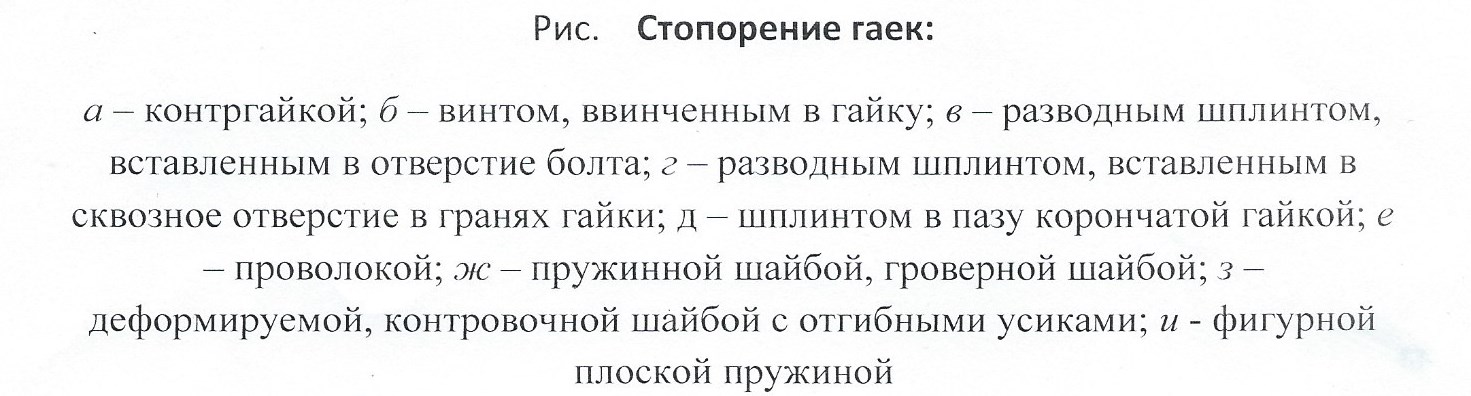 Рис. Стопорение гаек:
а – контргайкой; б – винтом, ввинченным в гайку; в – разводным шплинтом,
вставленным в отверстие болта; г – разводным шплинтом, вставленным в
сквозное отверстие в гранях гайки; д – шплинтом в пазу корончатой гайкой; е
– проволокой; ж – пружинной шайбой, гроверной шайбой; з –
деформируемой, контровочной шайбой с отгибными усиками; и - фигурной
плоской пружиной